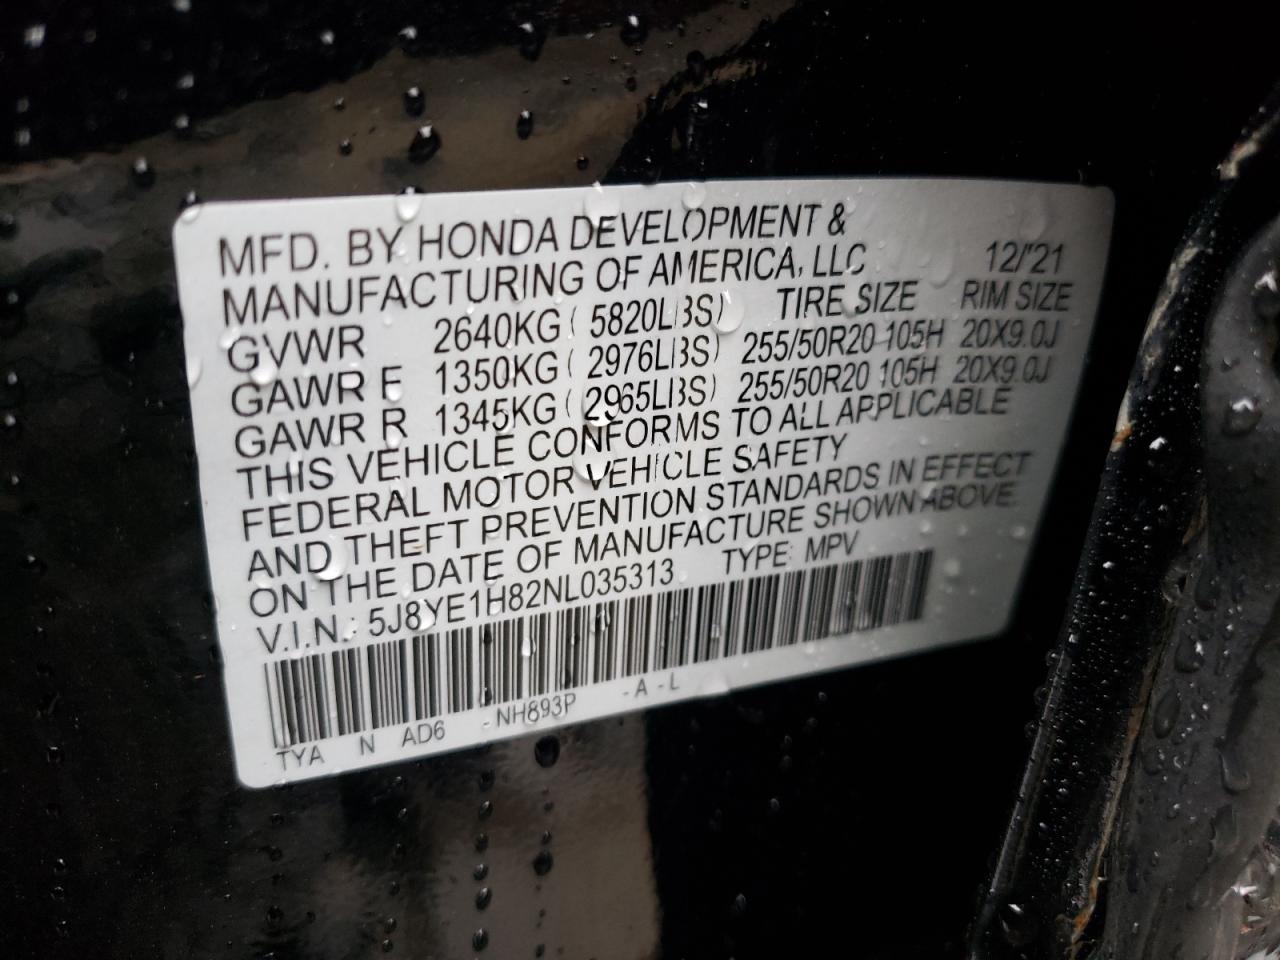 MFD. BY HONDA DEVELOPMENT &
MANUFACTURING OF AMERICA, LLC 12/'21
GVWR 2640KG ( 5820LBS) TIRE SIZE RIM SIZE
GAWR F 1350KG ( 2976LBS) 255/50R20 105H 20X9.0J
GAWR R 1345KG ( 2965LBS) 255/50R20 105H 20X9.0J
THIS VEHICLE CONFORMS TO ALL APPLICABLE
FEDERAL MOTOR VEHICLE SAFETY
AND THEFT PREVENTION STANDARDS IN EFFECT
ON THE DATE OF MANUFACTURE SHOWN ABOVE.
V.I.N.: 5J8YE1H82NL035313 TYPE: MPV
TYA N AD6 -NH893P -A -L